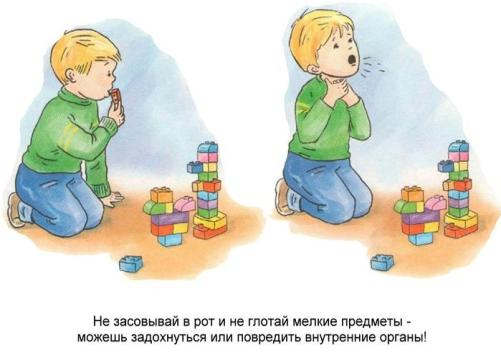 Не засовывай в рот и не глотай мелкие предметы -
можешь задохнуться или повредить внутренние органы!